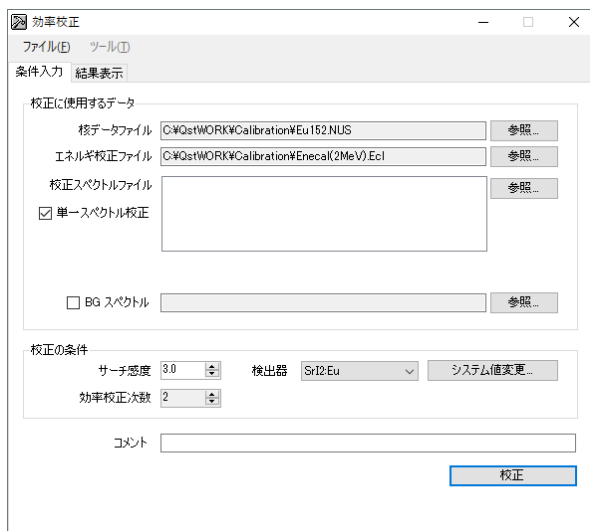 効率校正
ファイル(F) ツール(T)
条件入力 結果表示
校正に使用するデータ
核データファイル C:¥QstWORK¥Calibration¥Eu152.NUS 参照...
エネルギ校正ファイル C:¥QstWORK¥Calibration¥Enecal(2MeV).Ecl 参照...
校正スペクトルファイル 参照...
単一スペクトル校正
BG スペクトル 参照...
校正の条件
サーチ感度 3.0 検出器 SrI2:Eu システム値変更...
効率校正次数 2
コメント
校正